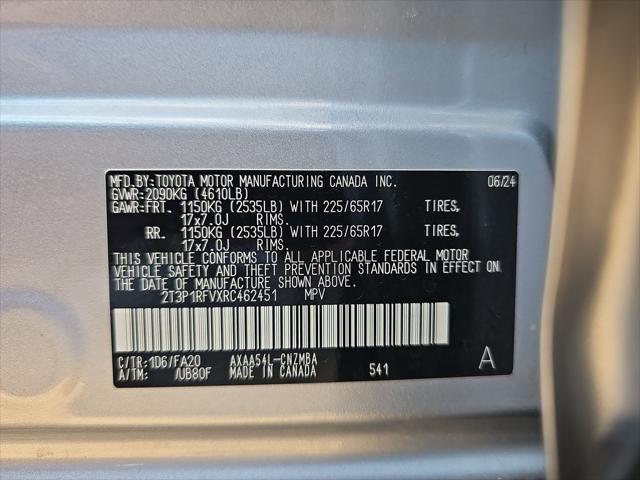 MFD.BY:TOYOTA MOTOR MANUFACTURING CANADA INC. 06/24
GVWR:2090KG (4610LB)
GAWR:FRT. 1150KG (2535LB) WITH 225/65R17 TIRES,
17x7.0J RIMS.
RR. 1150KG (2535LB) WITH 225/65R17 TIRES,
17x7.0J RIMS.
THIS VEHICLE CONFORMS TO ALL APPLICABLE FEDERAL MOTOR
VEHICLE SAFETY AND THEFT PREVENTION STANDARDS IN EFFECT ON
THE DATE OF MANUFACTURE SHOWN ABOVE.
2T3P1RFVXRC462451 MPV
C/TR:1D6/FA20 AXAA54L-CNZMBA
A/TM: /UB80F MADE IN CANADA 541 A